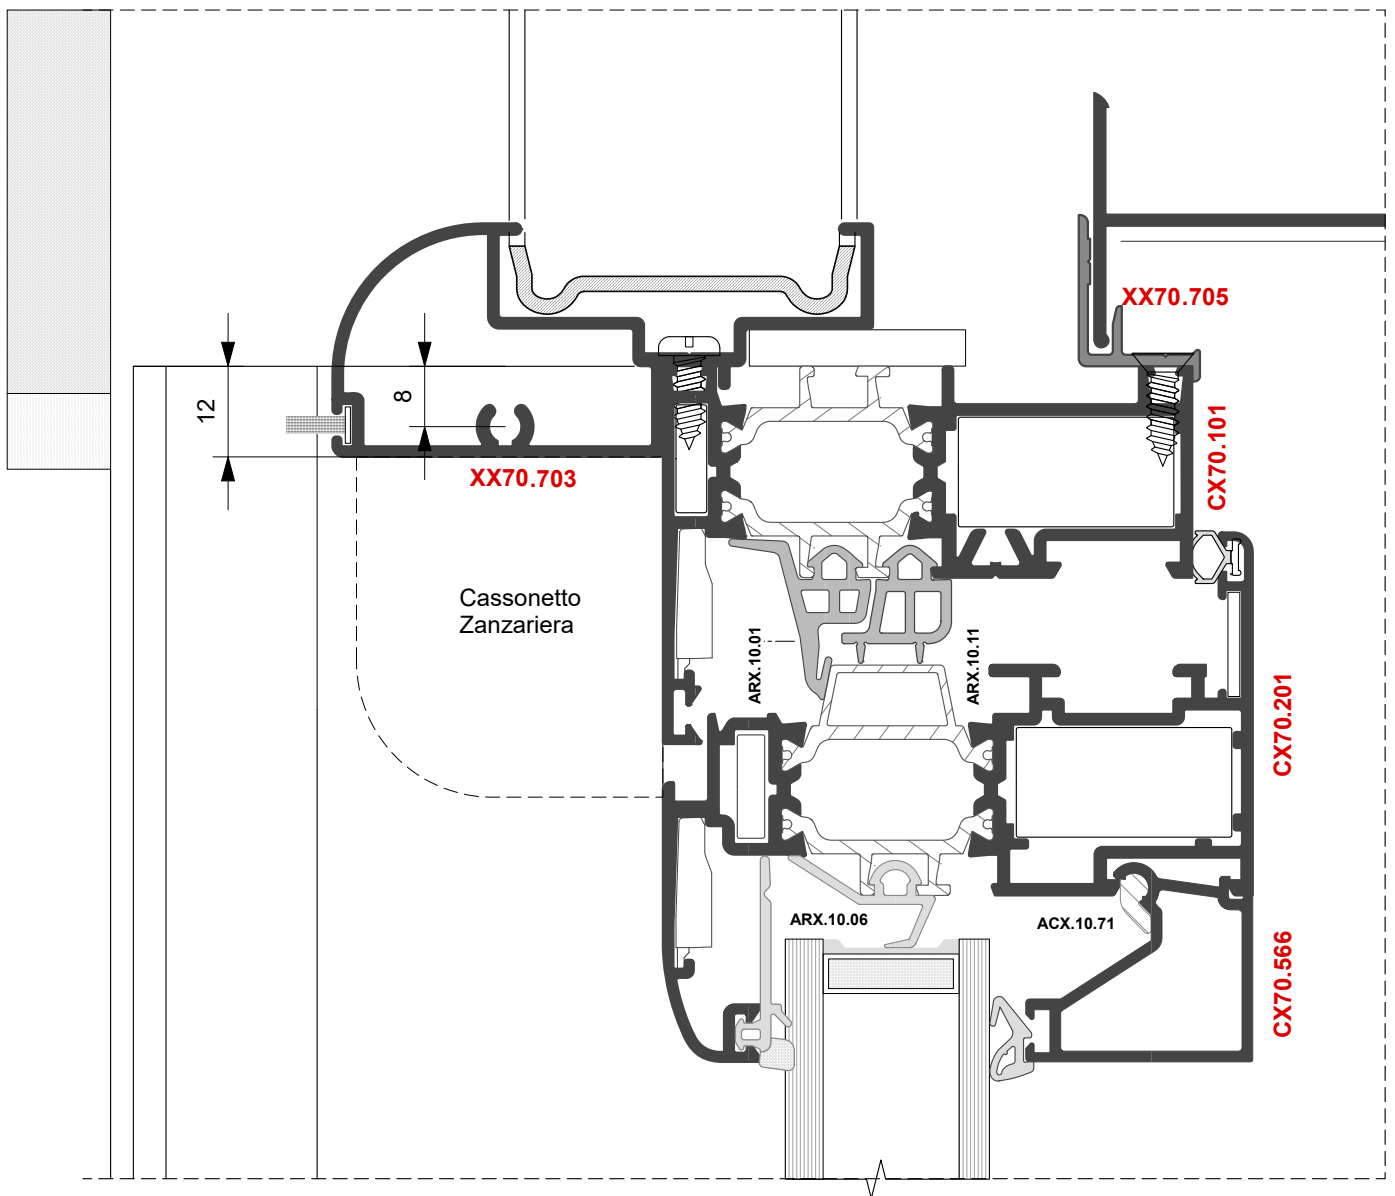 XX70.705
12
8
CX70.101
XX70.703
Cassonetto
Zanzariera
ARX.10.01
ARX.10.11
CX70.201
ARX.10.06
ACX.10.71
CX70.566